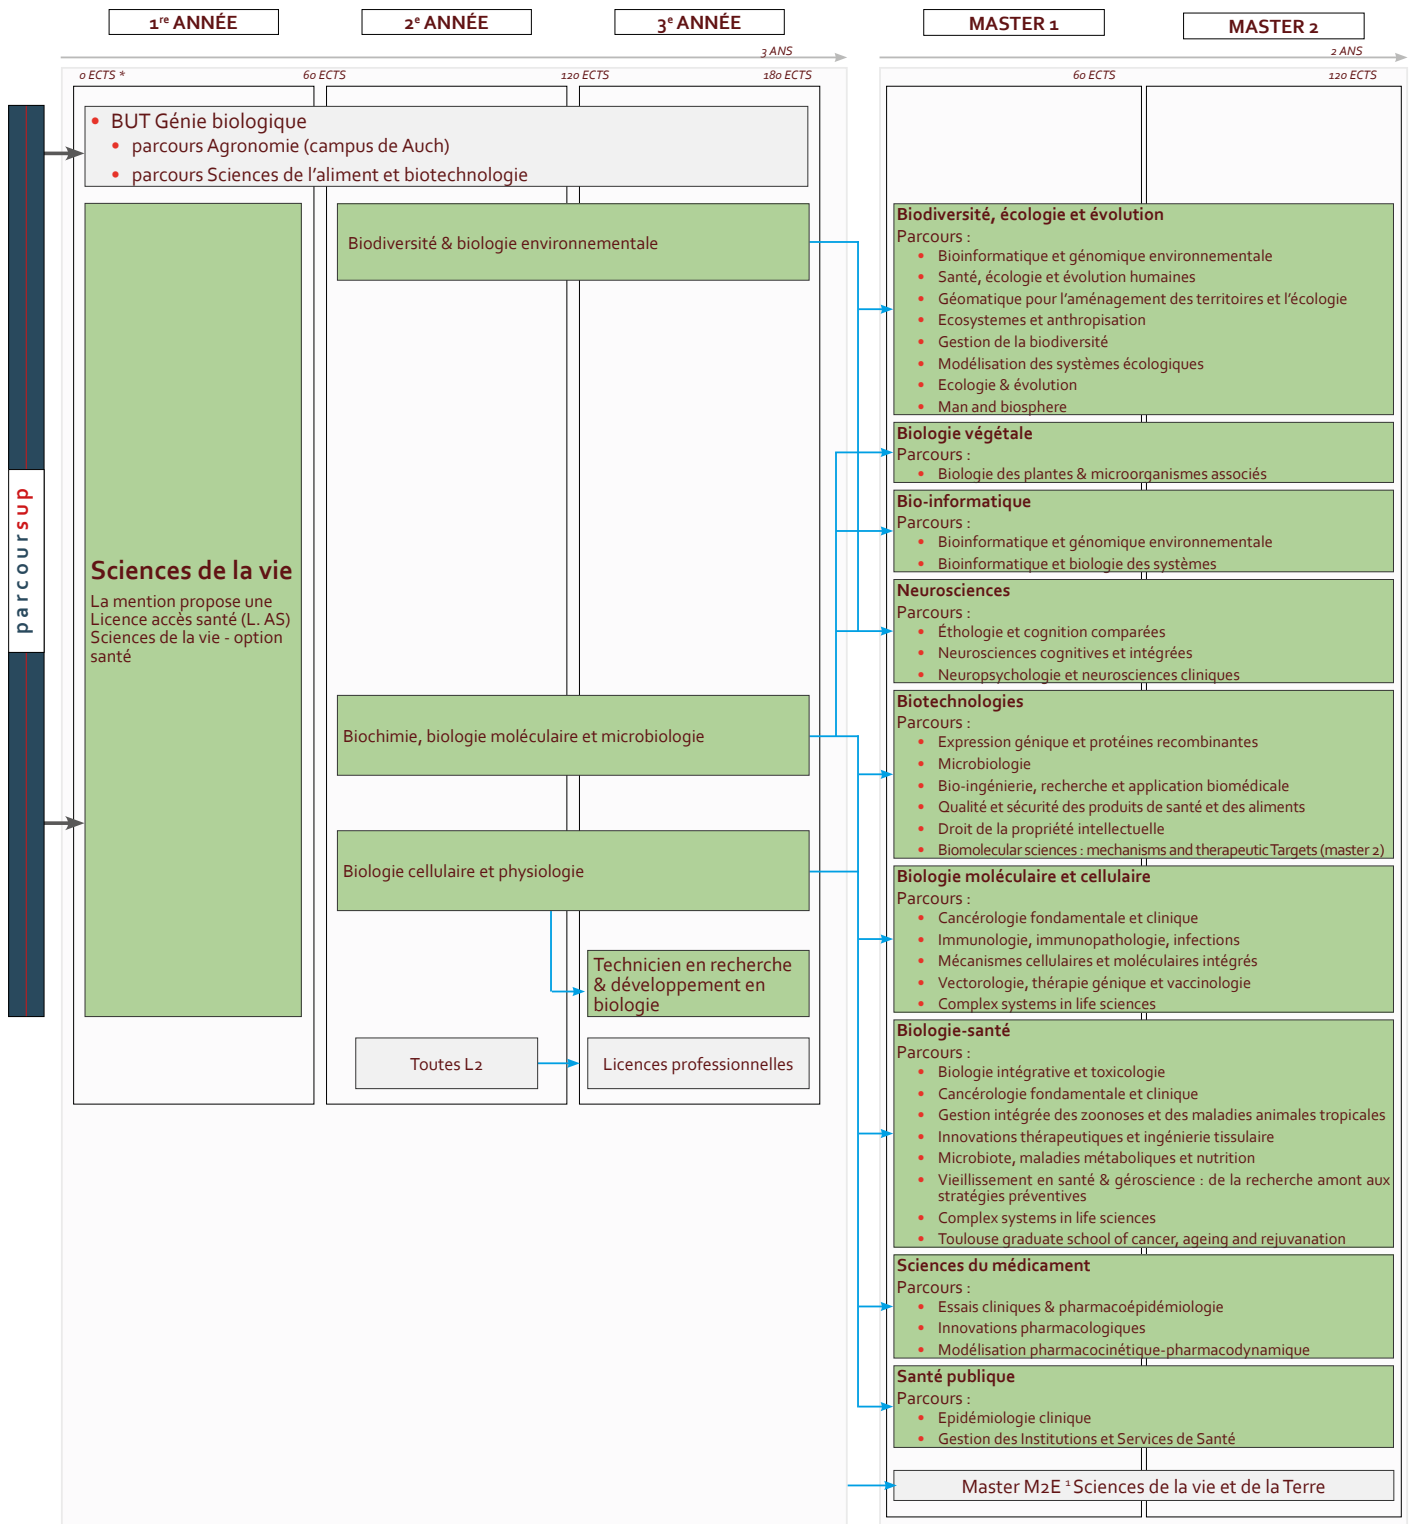 1re ANNÉE
2e ANNÉE
3e ANNÉE
MASTER 1
MASTER 2
3 ANS
2 ANS
0 ECTS *
60 ECTS
120 ECTS
180 ECTS
60 ECTS
120 ECTS
parcoursup
• BUT Génie biologique
• parcours Agronomie (campus de Auch)
• parcours Sciences de l'aliment et biotechnologie
Sciences de la vie
La mention propose une
Licence accès santé (L. AS)
Sciences de la vie - option
santé
Biodiversité & biologie environnementale
Biochimie, biologie moléculaire et microbiologie
Biologie cellulaire et physiologie
Technicien en recherche
& développement en
biologie
Toutes L2
Licences professionnelles
Biodiversité, écologie et évolution
Parcours :
• Bioinformatique et génomique environnementale
• Santé, écologie et évolution humaines
• Géomatique pour l'aménagement des territoires et l'écologie
• Ecosystemes et anthropisation
• Gestion de la biodiversité
• Modélisation des systèmes écologiques
• Ecologie & évolution
• Man and biosphere
Biologie végétale
Parcours :
• Biologie des plantes & microorganismes associés
Bio-informatique
Parcours :
• Bioinformatique et génomique environnementale
• Bioinformatique et biologie des systèmes
Neurosciences
Parcours :
• Éthologie et cognition comparées
• Neurosciences cognitives et intégrées
• Neuropsychologie et neurosciences cliniques
Biotechnologies
Parcours :
• Expression génique et protéines recombinantes
• Microbiologie
• Bio-ingénierie, recherche et application biomédicale
• Qualité et sécurité des produits de santé et des aliments
• Droit de la propriété intellectuelle
• Biomolecular sciences : mechanisms and therapeutic Targets (master 2)
Biologie moléculaire et cellulaire
Parcours :
• Cancérologie fondamentale et clinique
• Immunologie, immunopathologie, infections
• Mécanismes cellulaires et moléculaires intégrés
• Vectorologie, thérapie génique et vaccinologie
• Complex systems in life sciences
Biologie-santé
Parcours :
• Biologie intégrative et toxicologie
• Cancérologie fondamentale et clinique
• Gestion intégrée des zoonoses et des maladies animales tropicales
• Innovations thérapeutiques et ingénierie tissulaire
• Microbiote, maladies métaboliques et nutrition
• Vieillissement en santé & géroscience : de la recherche amont aux
stratégies préventives
• Complex systems in life sciences
• Toulouse graduate school of cancer, ageing and rejuvanation
Sciences du médicament
Parcours :
• Essais cliniques & pharmacoépidémiologie
• Innovations pharmacologiques
• Modélisation pharmacocinétique-pharmacodynamique
Santé publique
Parcours :
• Epidémiologie clinique
• Gestion des Institutions et Services de Santé
Master M2E ¹ Sciences de la vie et de la Terre